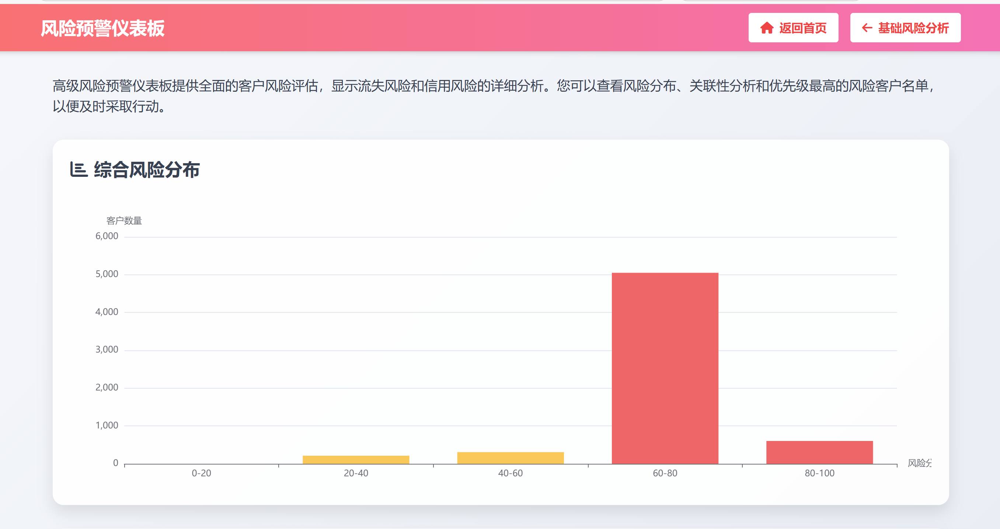 风险预警仪表板
返回首页
基础风险分析
高级风险预警仪表板提供全面的客户风险评估，显示流失风险和信用风险的详细分析。您可以查看风险分布、关联性分析和优先级最高的风险客户名单，
以便及时采取行动。
综合风险分布
客户数量
6,000
5,000
4,000
3,000
2,000
1,000
0
0-20
20-40
40-60
60-80
80-100
风险分